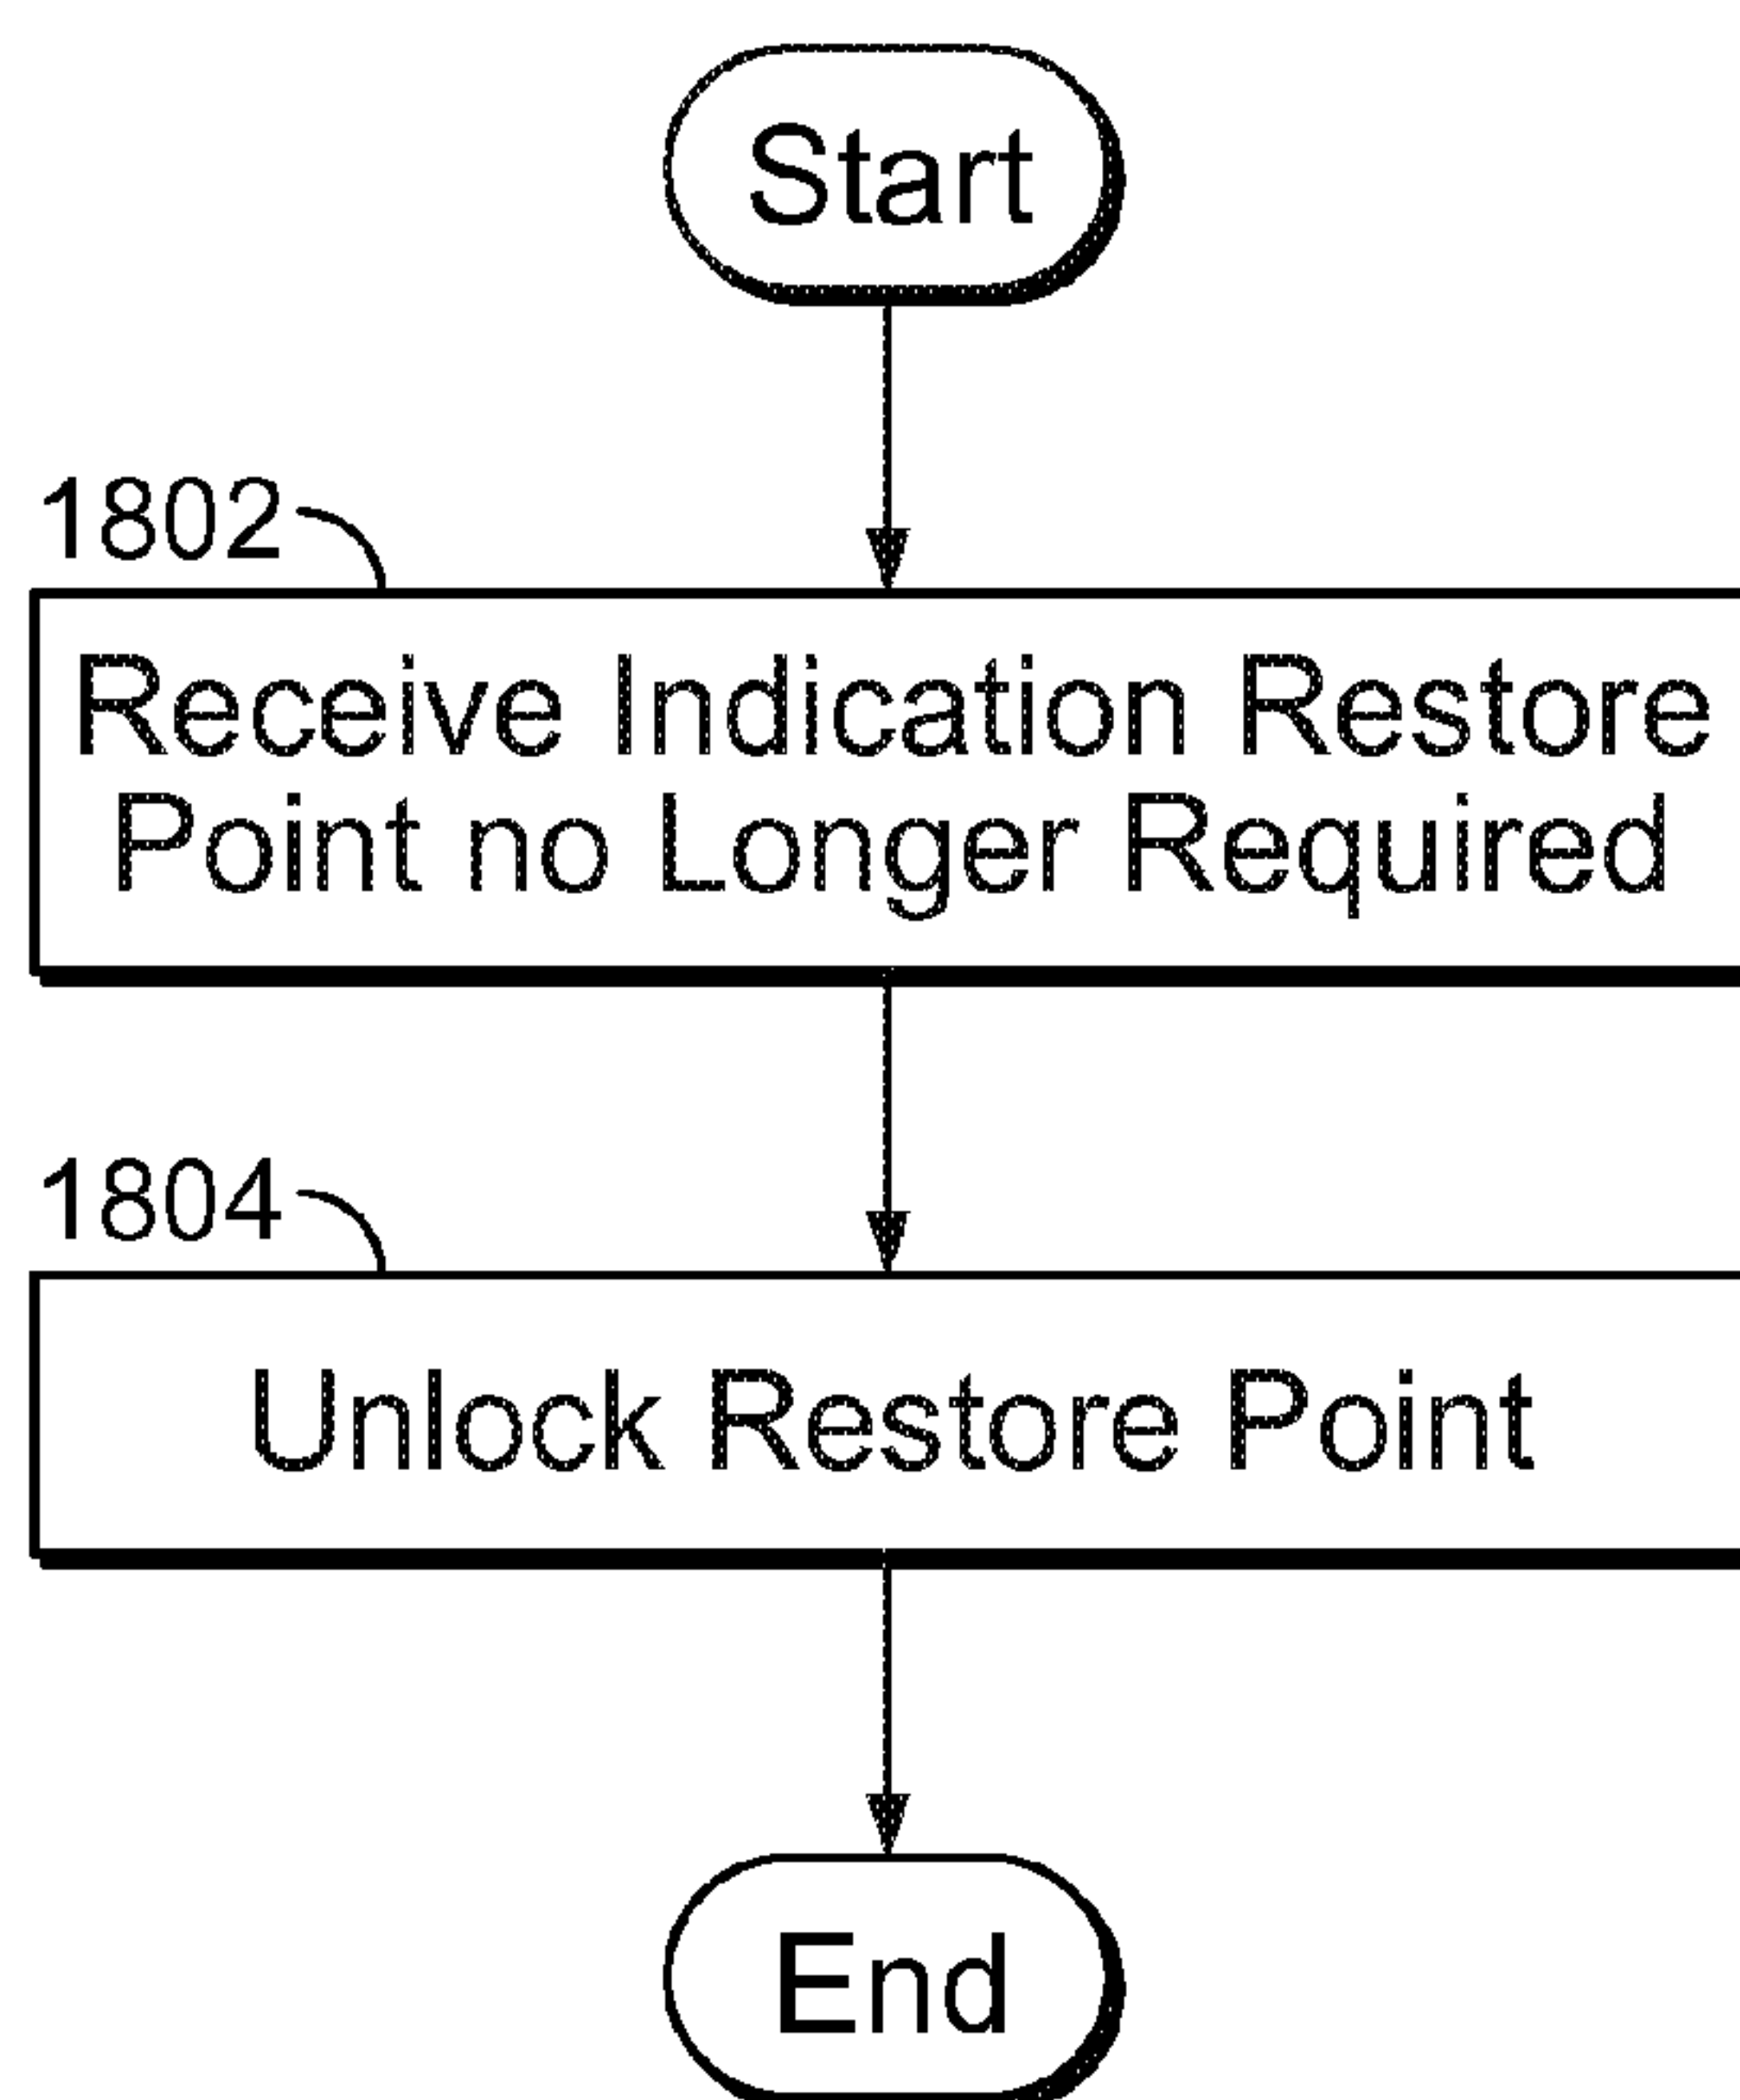 Start
1802
Receive Indication Restore
Point no Longer Required
1804
Unlock Restore Point
End